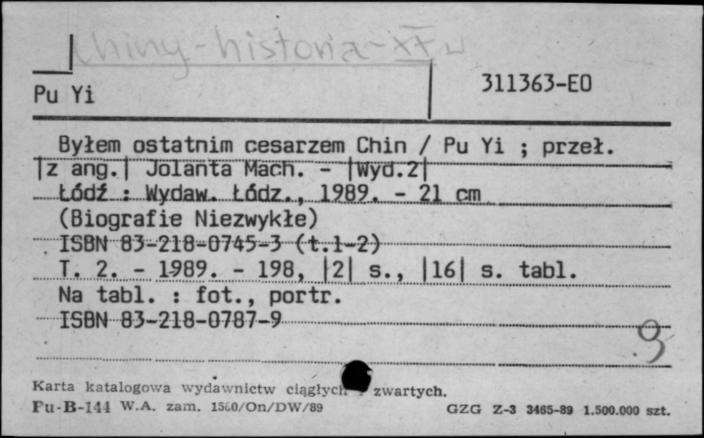 Chiny - historia - XX w
311363-EO
Pu Yi
Byłem ostatnim cesarzem Chin / Pu Yi ; przeł.
|z ang.| Jolanta Mach. - |Wyd.2|
Łódź : Wydaw. Łódz., 1989. - 21 cm
(Biografie Niezwykłe)
ISBN 83-218-0745-3 (t.1-2)
T. 2. - 1989. - 198, |2| s., |16| s. tabl.
Na tabl. : fot., portr.
ISBN 83-218-0787-9
9
Karta katalogowa wydawnictw ciągłych i zwartych.
Pu-B-144 W.A. zam. 1560/On/DW/89 GZG Z-3 3465-89 1.500.000 szt.